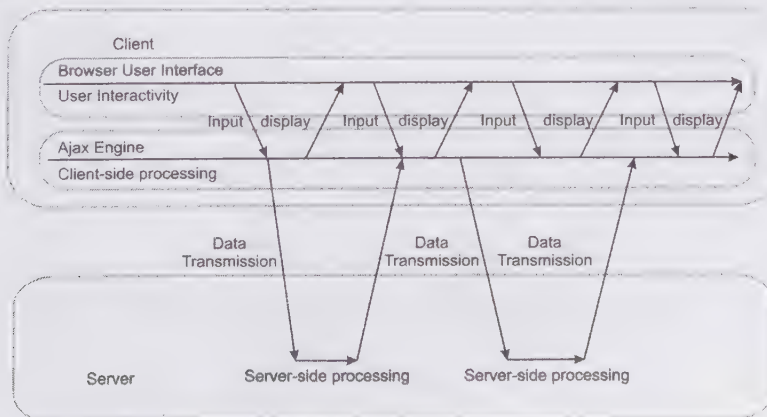 Client
Browser User Interface
User Interactivity
Input display Input display Input display Input display
Ajax Engine
Client-side processing
Data Transmission
Data Transmission
Data Transmission
Server-side processing
Server-side processing
Server